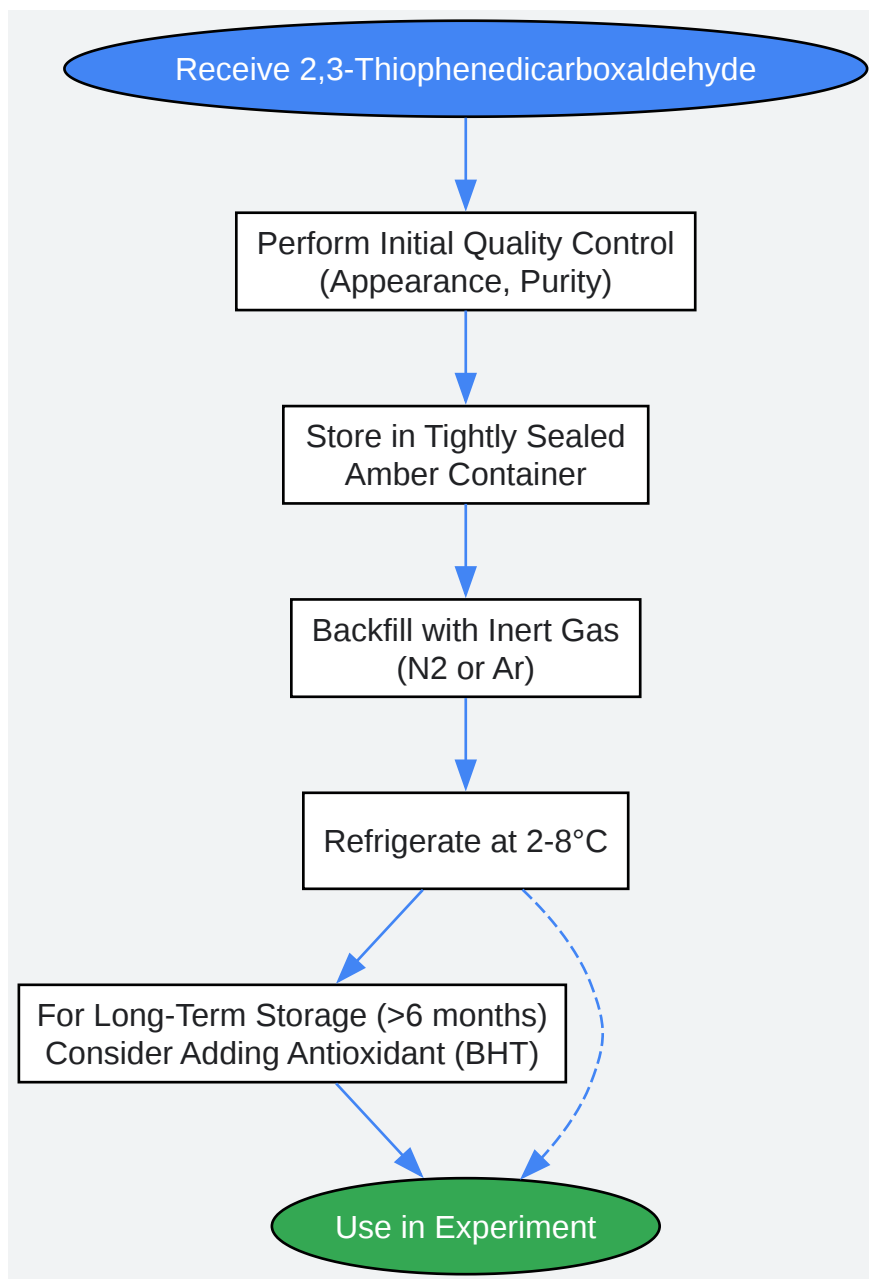 Receive 2,3-Thiophenedicarboxaldehyde
Perform Initial Quality Control
(Appearance, Purity)
Store in Tightly Sealed
Amber Container
Backfill with Inert Gas
(N2 or Ar)
Refrigerate at 2-8°C
For Long-Term Storage (>6 months)
Consider Adding Antioxidant (BHT)
Use in Experiment